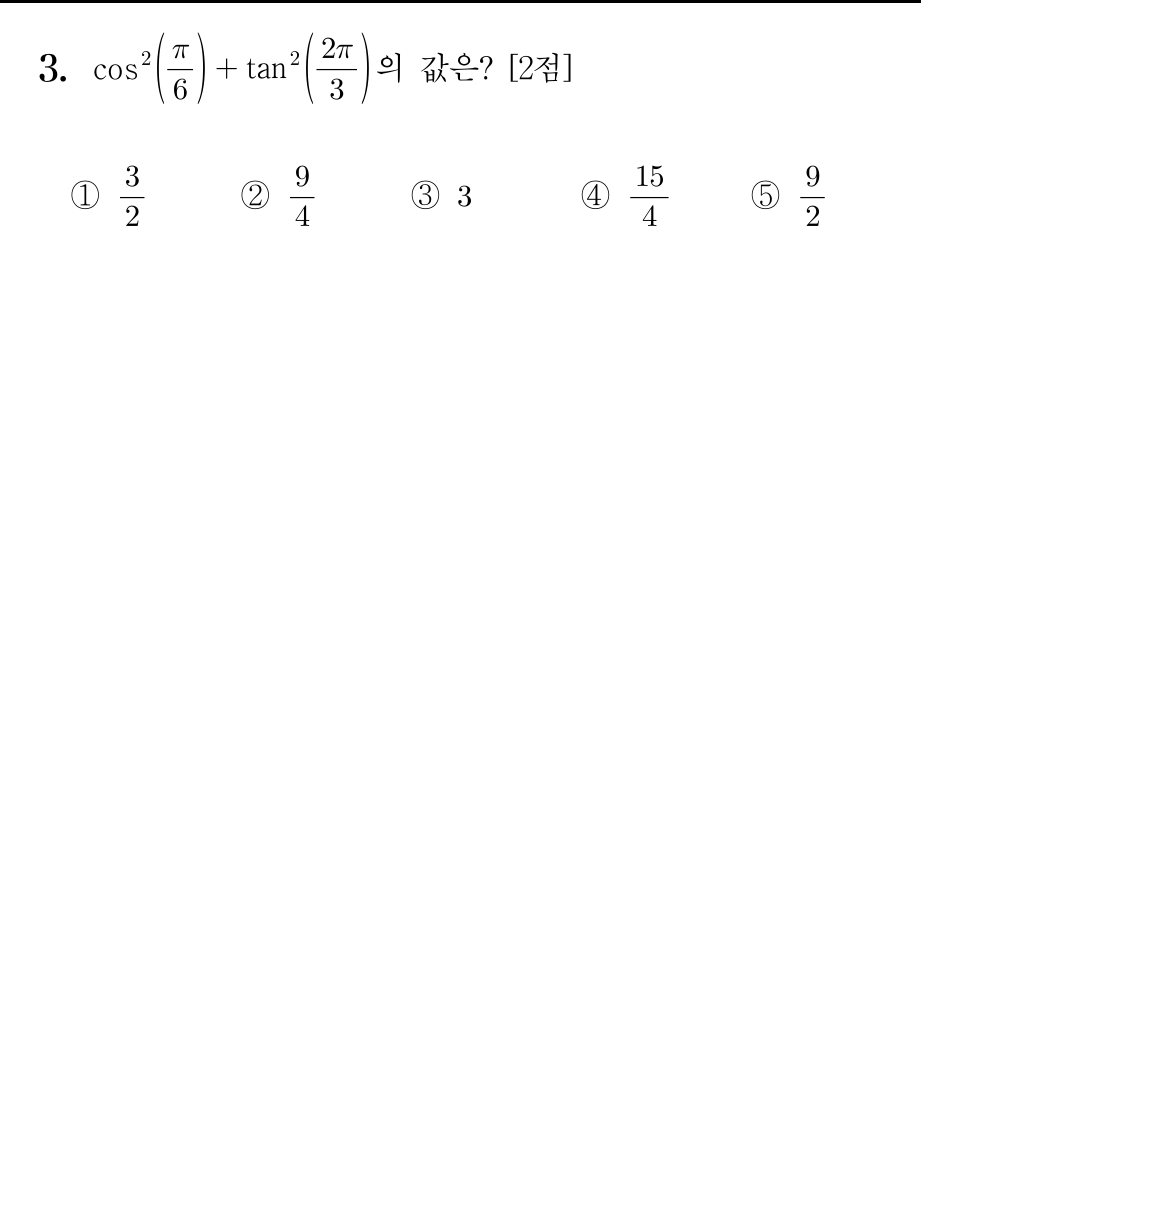 3. cos²(π/6) + tan²(2π/3)의 값은? [2점]
① 3/2 ② 9/4 ③ 3 ④ 15/4 ⑤ 9/2